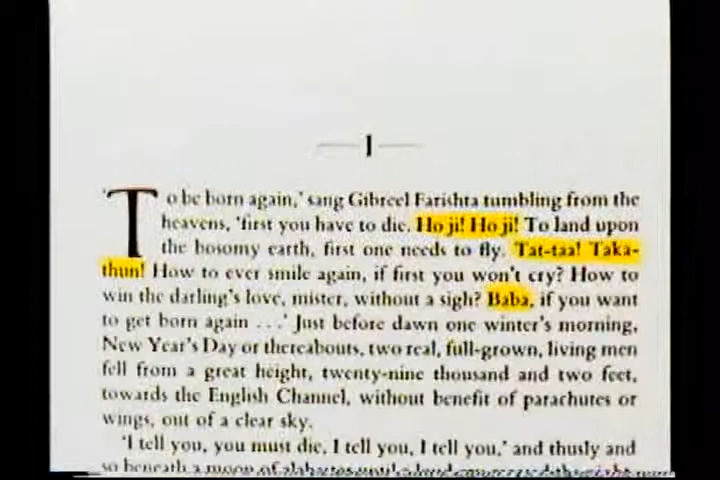 I
'To be born again,' sang Gibreel Farishta tumbling from the
heavens, 'first you have to die. Ho ji! Ho ji! To land upon
the bosomy earth, first one needs to fly. Tat-taa! Taka-
thun! How to ever smile again, if first you won't cry? How to
win the darling's love, mister, without a sigh? Baba, if you want
to get born again . . .' Just before dawn one winter's morning,
New Year's Day or thereabouts, two real, full-grown, living men
fell from a great height, twenty-nine thousand and two feet,
towards the English Channel, without benefit of parachutes or
wings, out of a clear sky.
'I tell you, you must die, I tell you, I tell you,' and thusly and
so beneath a moon of alabaster until a loud cry